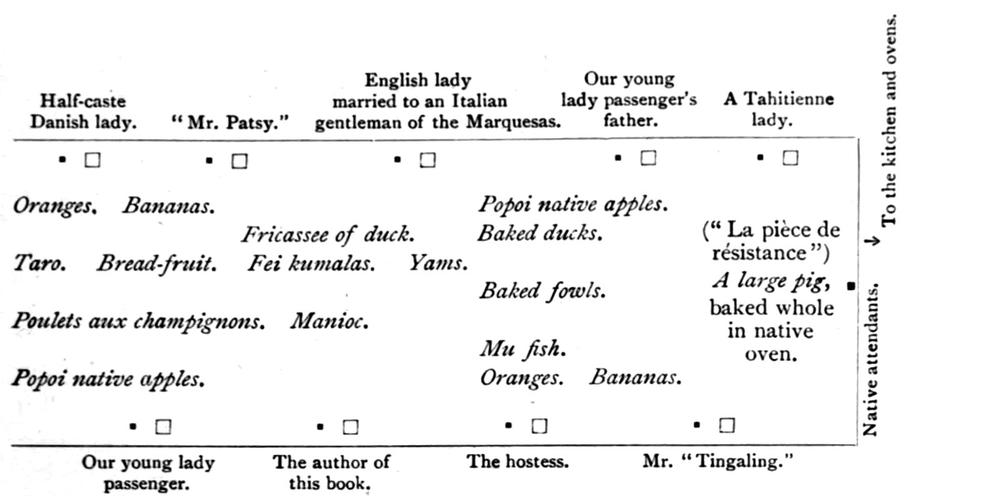 Half-caste
Danish lady.
“Mr. Patsy.”
English lady
married to an Italian
gentleman of the Marquesas.
Our young
lady passenger's
father.
A Tahitienne
lady.
Oranges. Bananas.
Fricassee of duck.
Taro. Bread-fruit. Fei kumalas. Yams.
Poulets aux champignons. Manioc.
Popoi native apples.
Popoi native apples.
Baked ducks.
Baked fowls.
Mu fish.
Oranges. Bananas.
(“La pièce de
résistance”)
A large pig,
baked whole
in native
oven.
To the kitchen and ovens.
Native attendants.
Our young lady
passenger.
The author of
this book.
The hostess.
Mr. “Tingaling.”